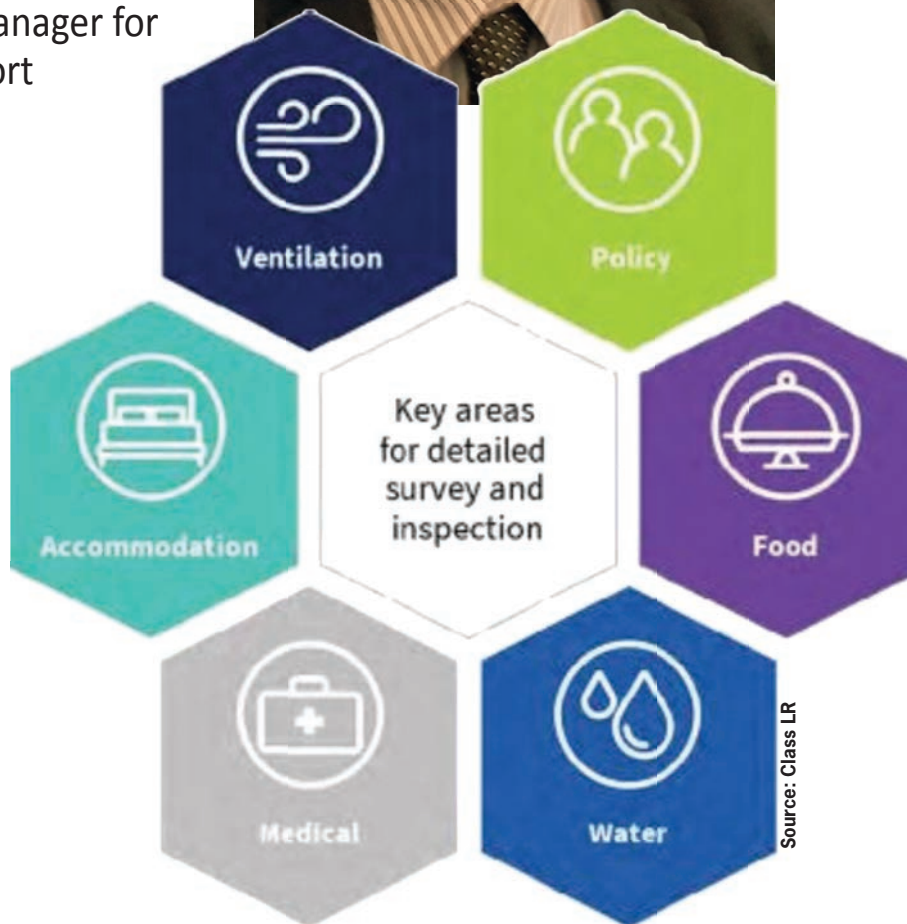 anager for
ort
Ventilation
Policy
Accommodation
Key areas
for detailed
survey and
inspection
Food
Medical
Water
Source: Class LR